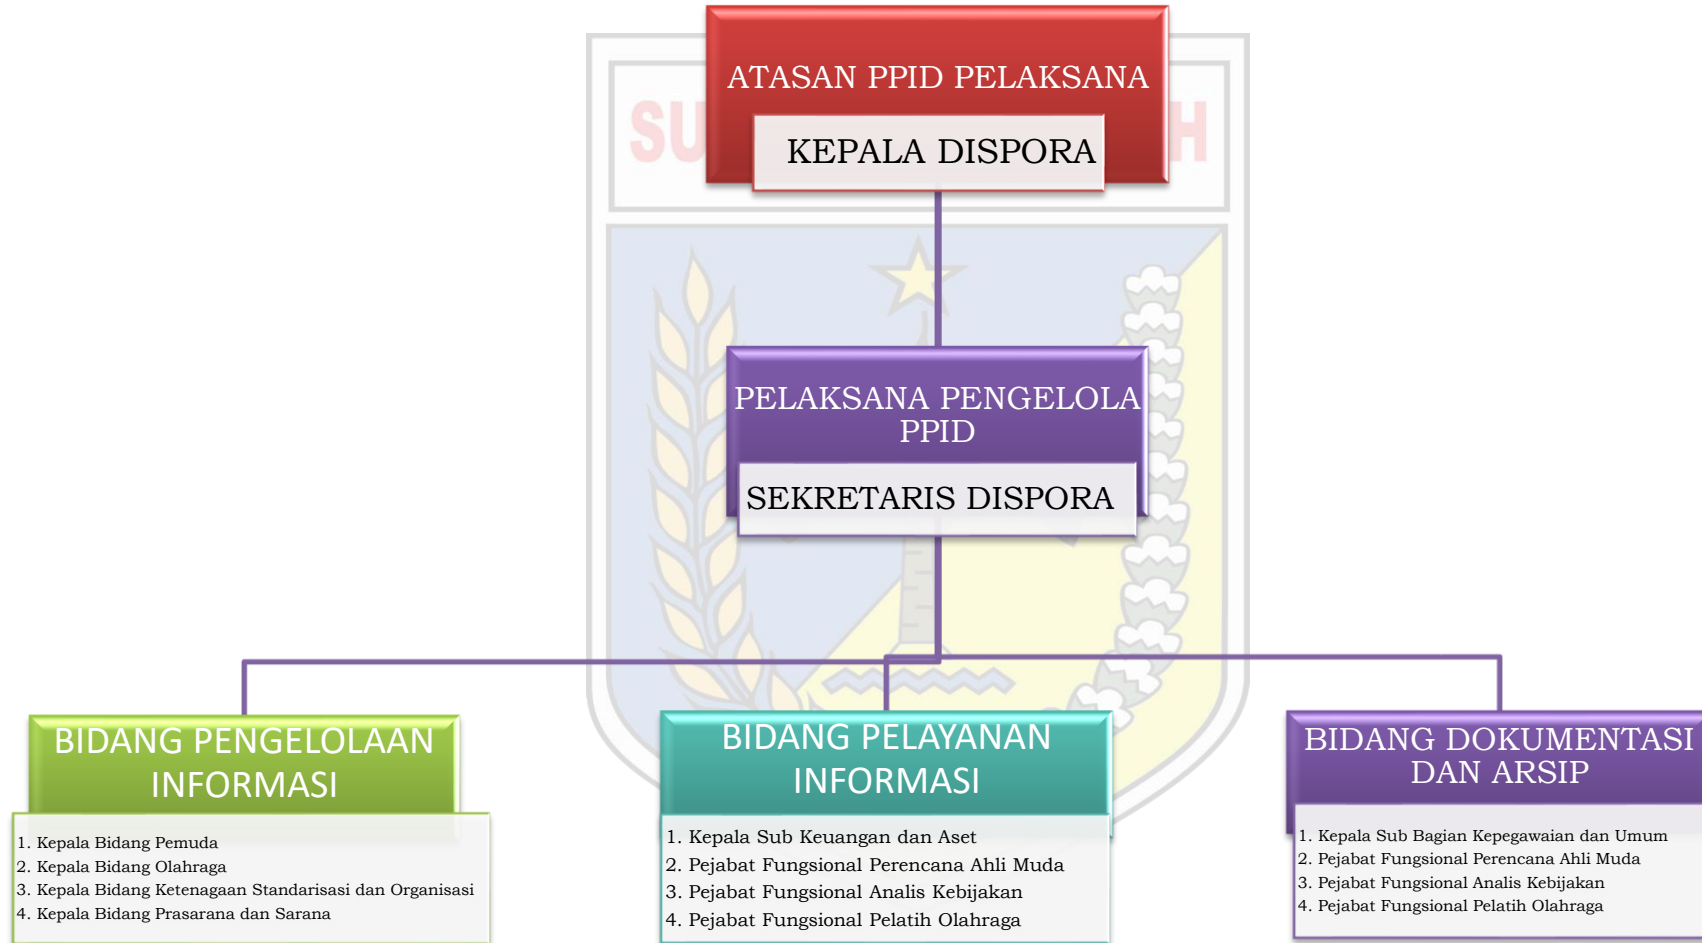 ATASAN PPID PELAKSANA
KEPALA DISPORA
PELAKSANA PENGELOLA
PPID
SEKRETARIS DISPORA
BIDANG PENGELOLAAN
INFORMASI
1. Kepala Bidang Pemuda
2. Kepala Bidang Olahraga
3. Kepala Bidang Ketenagaan Standarisasi dan Organisasi
4. Kepala Bidang Prasarana dan Sarana
BIDANG PELAYANAN
INFORMASI
1. Kepala Sub Keuangan dan Aset
2. Pejabat Fungsional Perencana Ahli Muda
3. Pejabat Fungsional Analis Kebijakan
4. Pejabat Fungsional Pelatih Olahraga
BIDANG DOKUMENTASI
DAN ARSIP
1. Kepala Sub Bagian Kepegawaian dan Umum
2. Pejabat Fungsional Perencana Ahli Muda
3. Pejabat Fungsional Analis Kebijakan
4. Pejabat Fungsional Pelatih Olahraga